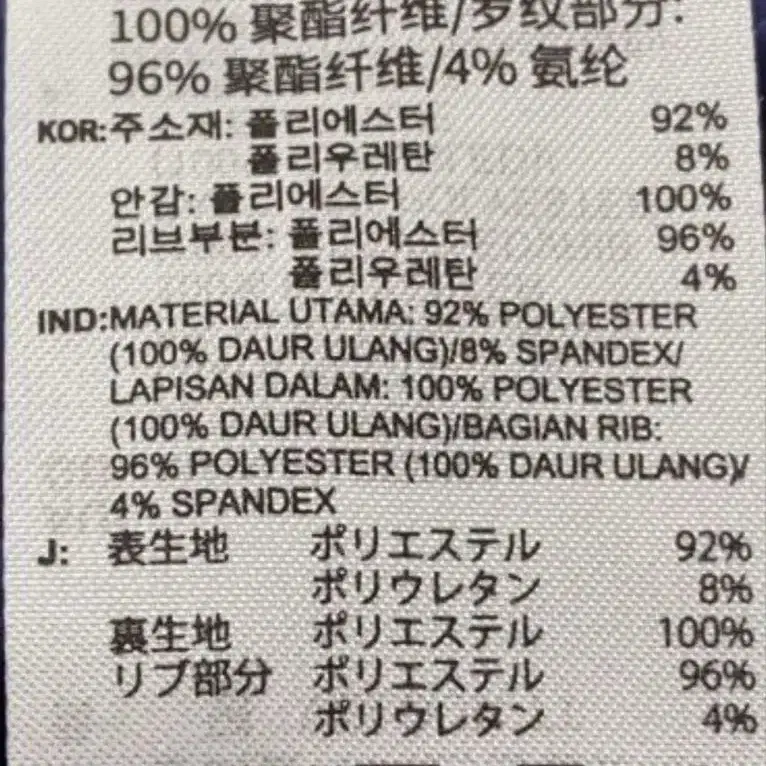 100% 聚酯纤维/罗纹部分:
96% 聚酯纤维/4% 氨纶
KOR: 주소재: 폴리에스터 92%
폴리우레탄 8%
안감: 폴리에스터 100%
리브부분: 폴리에스터 96%
폴리우레탄 4%
IND: MATERIAL UTAMA: 92% POLYESTER
(100% DAUR ULANG)/8% SPANDEX/
LAPISAN DALAM: 100% POLYESTER
(100% DAUR ULANG)/BAGIAN RIB:
96% POLYESTER (100% DAUR ULANG)/
4% SPANDEX
J: 表生地 ポリエステル 92%
ポリウレタン 8%
裏生地 ポリエステル 100%
リブ部分 ポリエステル 96%
ポリウレタン 4%